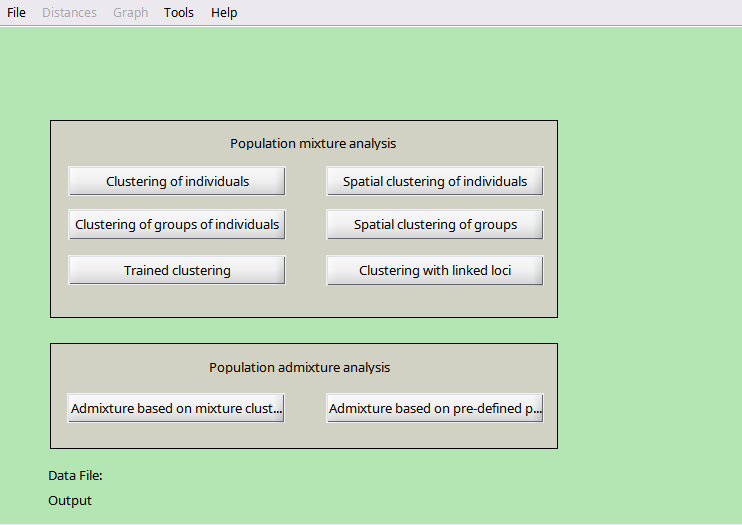 File Distances Graph Tools Help
Population mixture analysis
Clustering of individuals Spatial clustering of individuals
Clustering of groups of individuals Spatial clustering of groups
Trained clustering Clustering with linked loci
Population admixture analysis
Admixture based on mixture clust... Admixture based on pre-defined p...
Data File:
Output